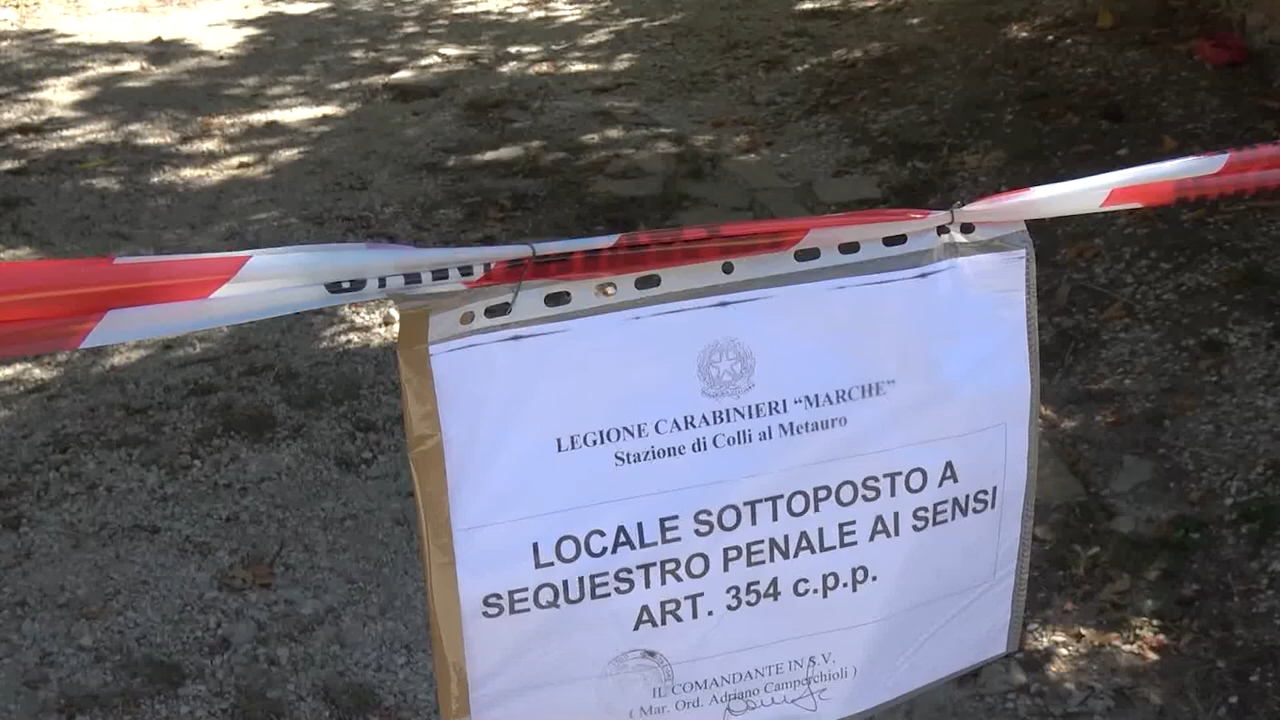 LEGIONE CARABINIERI “MARCHE”
Stazione di Colli al Metauro
LOCALE SOTTOPOSTO A
SEQUESTRO PENALE AI SENSI
ART. 354 c.p.p.
IL COMANDANTE IN S.V.
( Mar. Ord. Adriano Camperchioli )